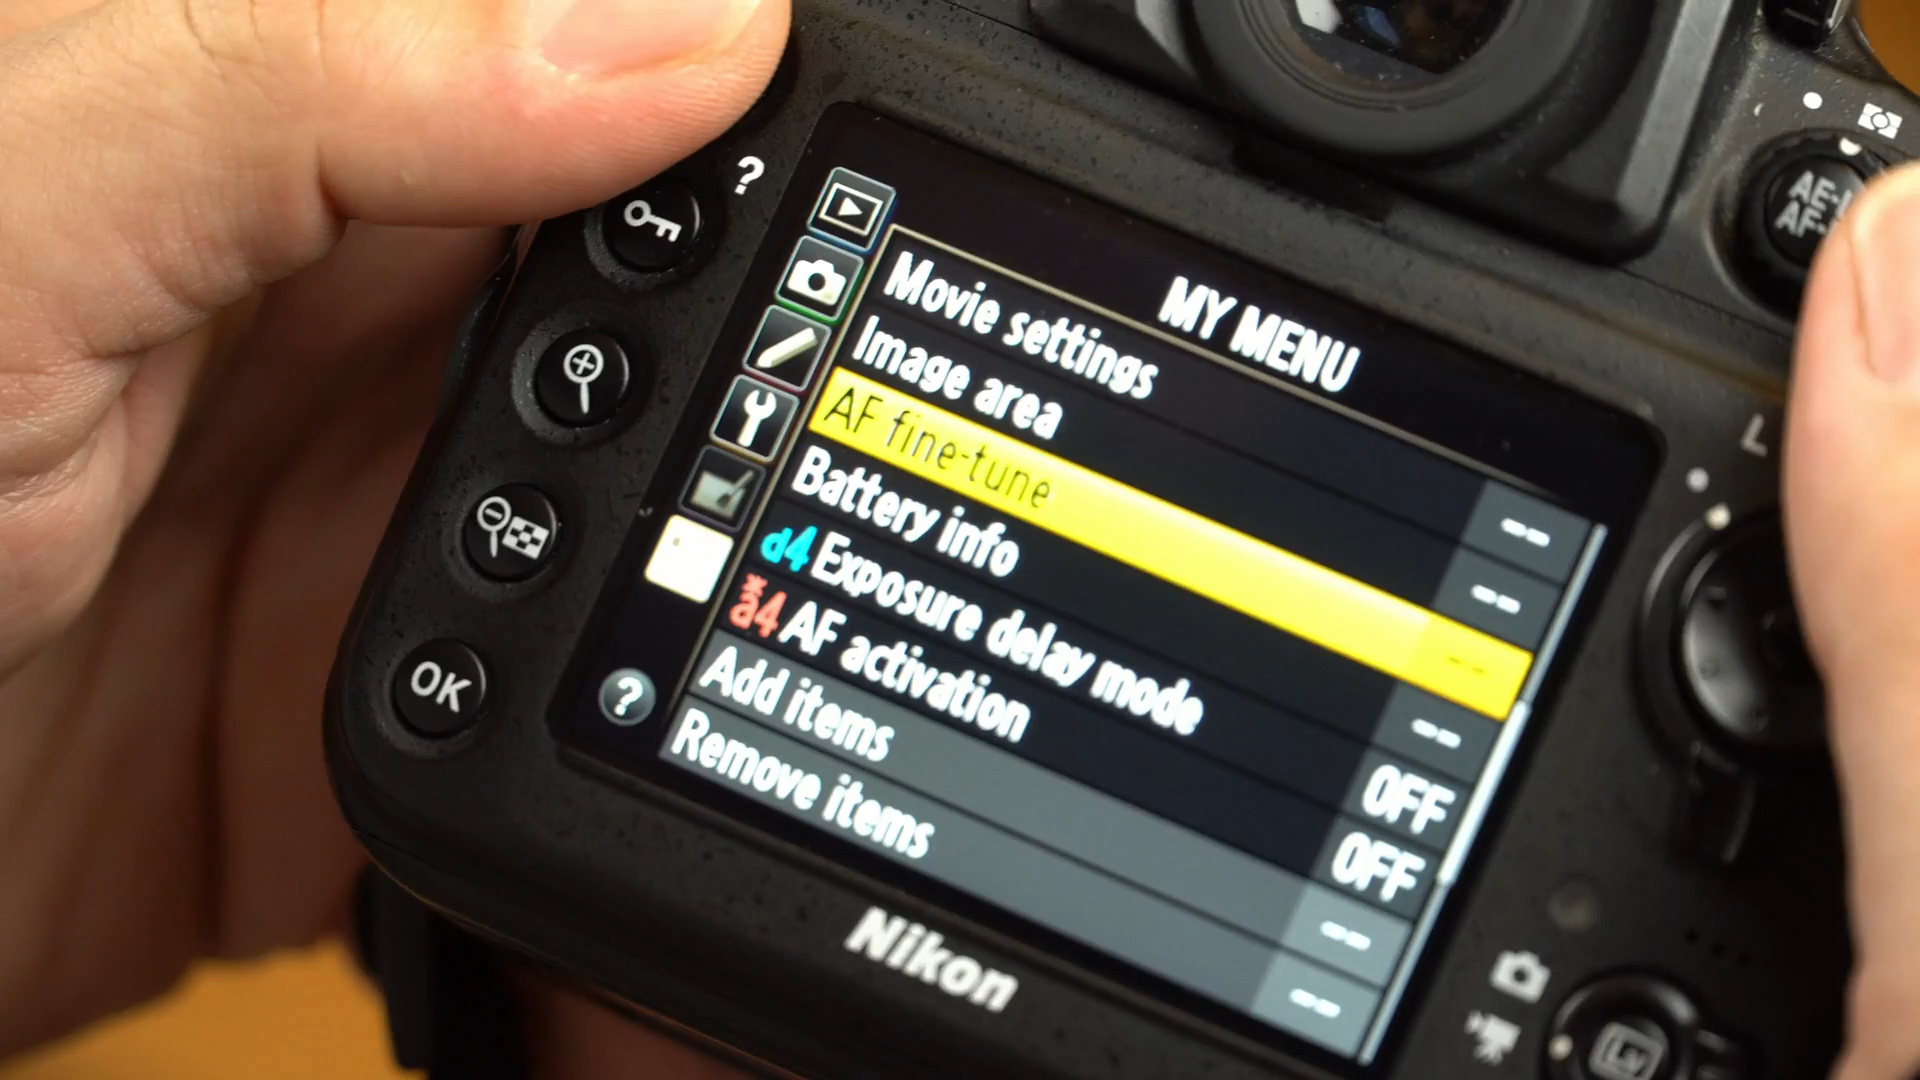 ?
MY MENU
Movie settings --
Image area --
AF fine-tune --
Battery info --
d4 Exposure delay mode OFF
a4 AF activation OFF
Add items --
Remove items --
?
OK
Nikon
L
Lv